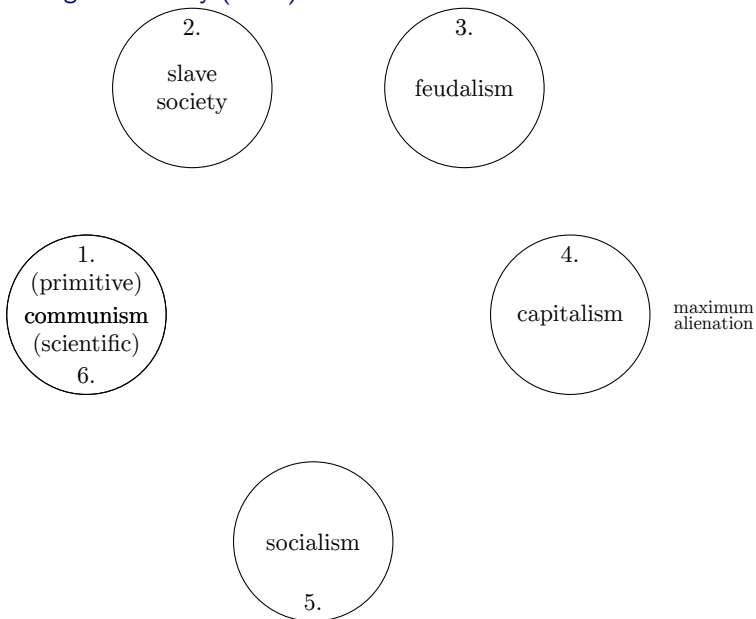 2.
slave
society
3.
feudalism
1.
(primitive)
communism
(scientific)
6.
4.
capitalism
maximum
alienation
socialism
5.